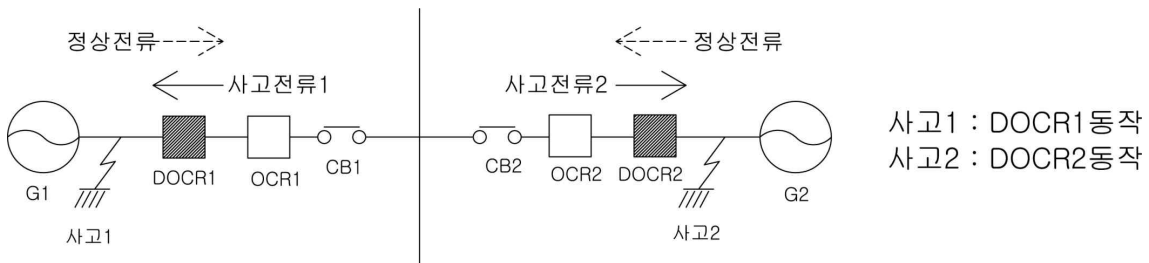 정상전류
정상전류
사고전류1
사고전류2
사고1 : DOCR1동작
사고2 : DOCR2동작
G1
DOCR1
OCR1
CB1
CB2
OCR2
DOCR2
G2
사고1
사고2